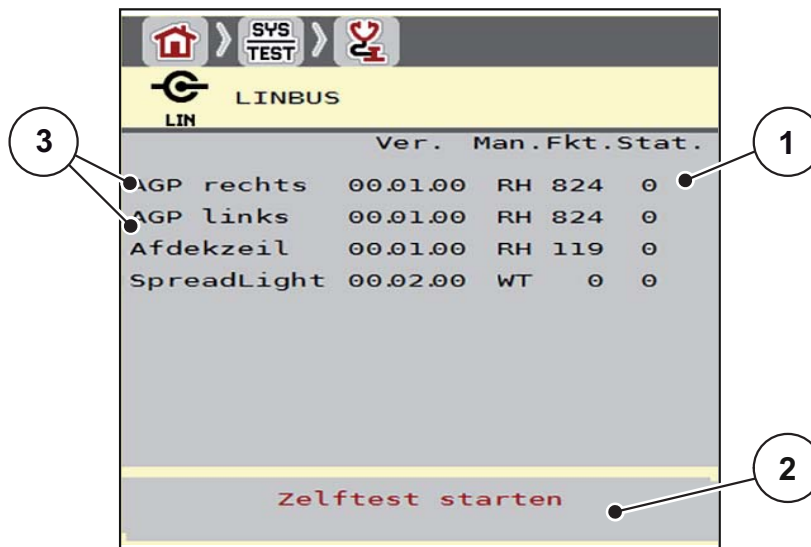 SYS
TEST
LIN
LINBUS
Ver. Man. Fkt. Stat.
AGP rechts 00.01.00 RH 824 0
AGP links 00.01.00 RH 824 0
Afdekzeil 00.01.00 RH 119 0
SpreadLight 00.02.00 WT 0 0
Zelftest starten
3
1
2